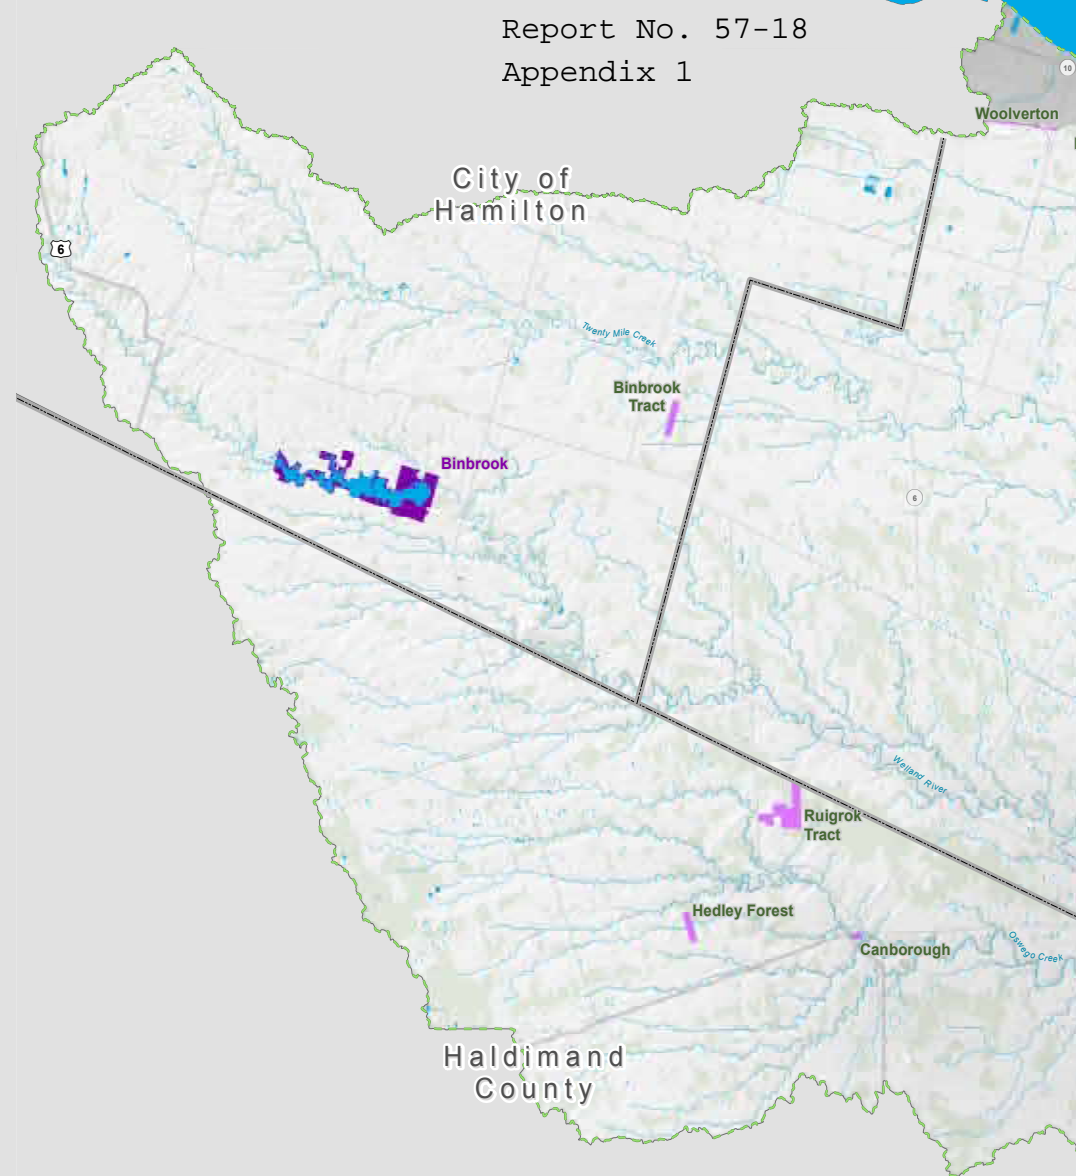 Report No. 57-18
Appendix 1
10
Woolverton
City of
Hamilton
6
Twenty Mile Creek
Binbrook
Tract
Binbrook
6
Welland River
Ruigrok
Tract
Hedley Forest
Canborough
Oswego Creek
Haldimand
County